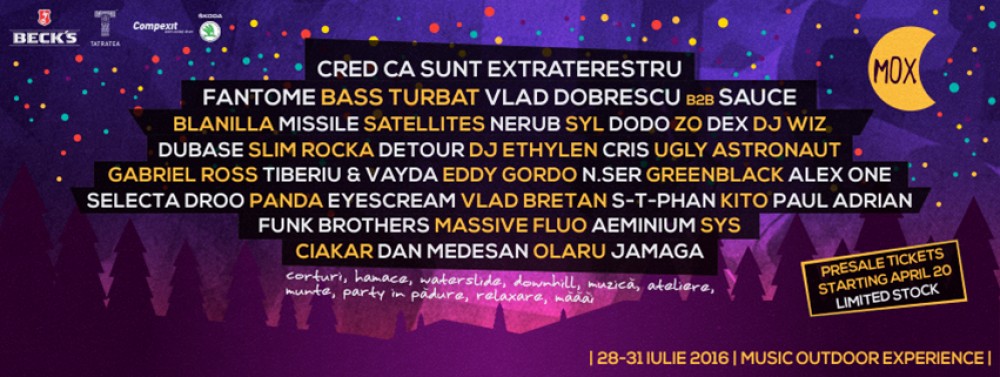 BECK'S
TATRATEA
Compexit
ŠKODA
MOX
CRED CA SUNT EXTRATERESTRU
FANTOME BASS TURBAT VLAD DOBRESCU B2B SAUCE
BLANILLA MISSILE SATELLITES NERUB SYL DODO ZO DEX DJ WIZ
DUBASE SLIM ROCKA DETOUR DJ ETHYLEN CRIS UGLY ASTRONAUT
GABRIEL ROSS TIBERIU & VAYDA EDDY GORDO N.SER GREENBLACK ALEX ONE
SELECTA DROO PANDA EYESCREAM VLAD BRETAN S-T-PHAN KITO PAUL ADRIAN
FUNK BROTHERS MASSIVE FLUO AEMINIUM SYS
CIAKAR DAN MEDESAN OLARU JAMAGA
corturi, hamace, waterslide, downhill, muzică, ateliere,
munte, party în pădure, relaxare, măăăi
PRESALE TICKETS
STARTING APRIL 20
LIMITED STOCK
| 28-31 IULIE 2016 | MUSIC OUTDOOR EXPERIENCE |